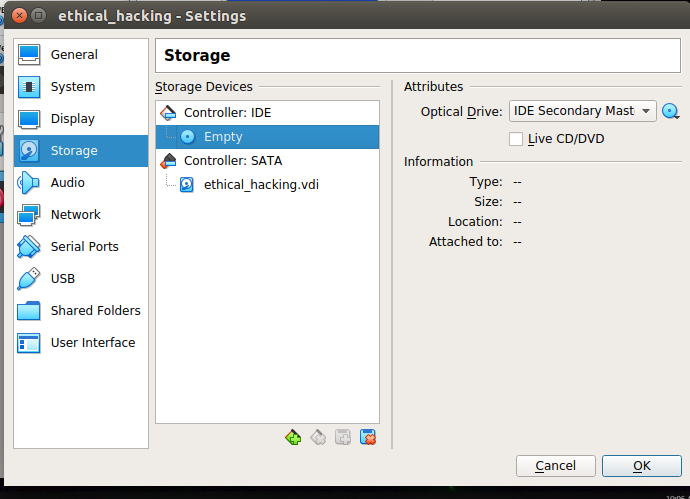 ethical_hacking - Settings
General
System
Display
Storage
Audio
Network
Serial Ports
USB
Shared Folders
User Interface
Storage
Storage Devices
Controller: IDE
Empty
Controller: SATA
ethical_hacking.vdi
Attributes
Optical Drive: IDE Secondary Mast
Live CD/DVD
Information
Type: --
Size: --
Location: --
Attached to: --
Cancel
OK